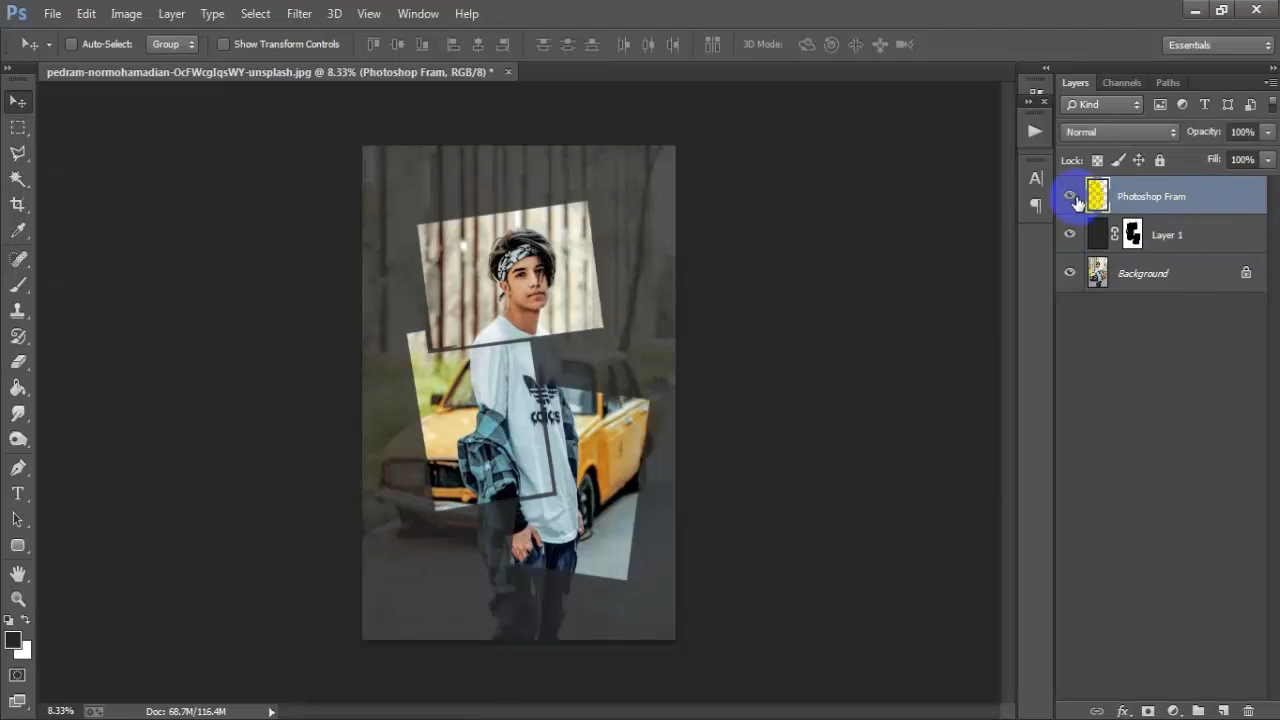 Ps File Edit Image Layer Type Select Filter 3D View Window Help
Auto-Select: Group Show Transform Controls 3D Mode: Essentials
pedram-normohamadian-OcFWcgIqsWY-unsplash.jpg @ 8.33% (Photoshop Fram, RGB/8) *
Layers Channels Paths
Kind
Normal Opacity: 100%
Lock: Fill: 100%
Photoshop Fram
Layer 1
Background
adidas
8.33% Doc: 68.7M/116.4M